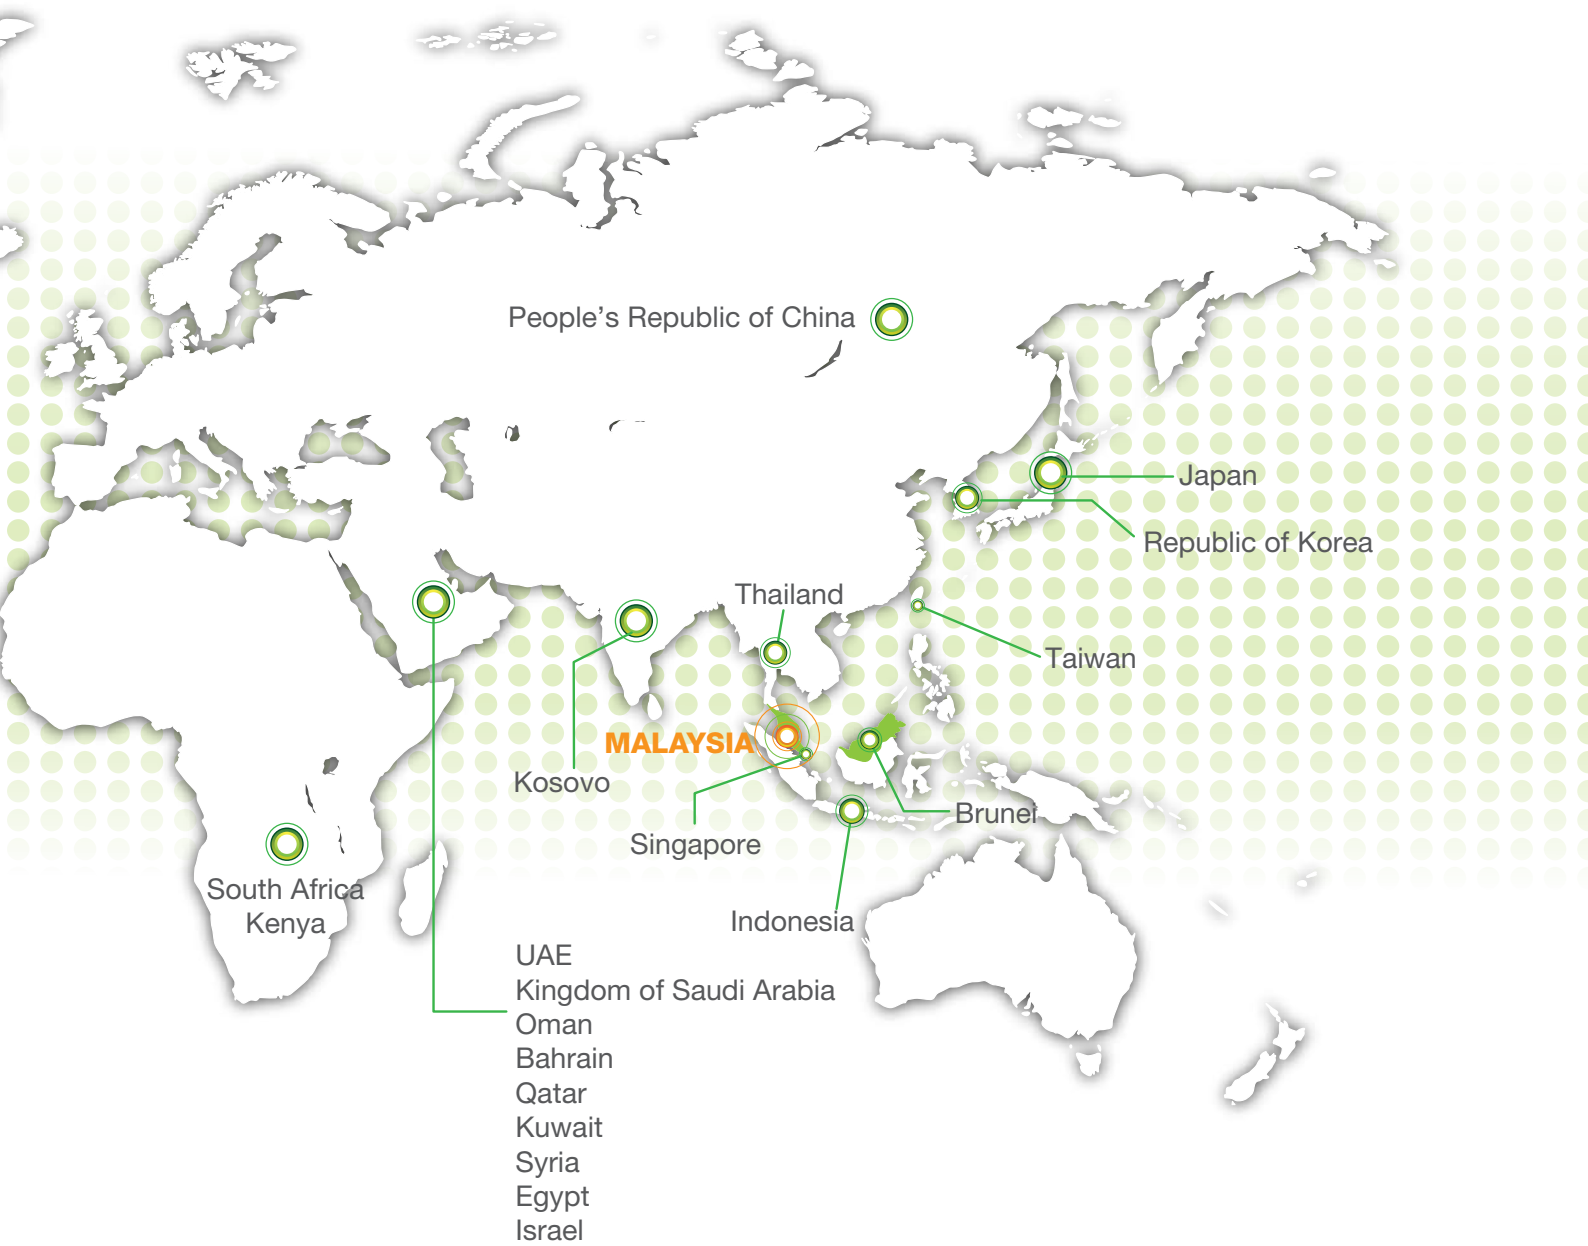 People’s Republic of China
Japan
Republic of Korea
Thailand
Taiwan
MALAYSIA
Kosovo
Brunei
Singapore
South Africa
Kenya
Indonesia
UAE
Kingdom of Saudi Arabia
Oman
Bahrain
Qatar
Kuwait
Syria
Egypt
Israel